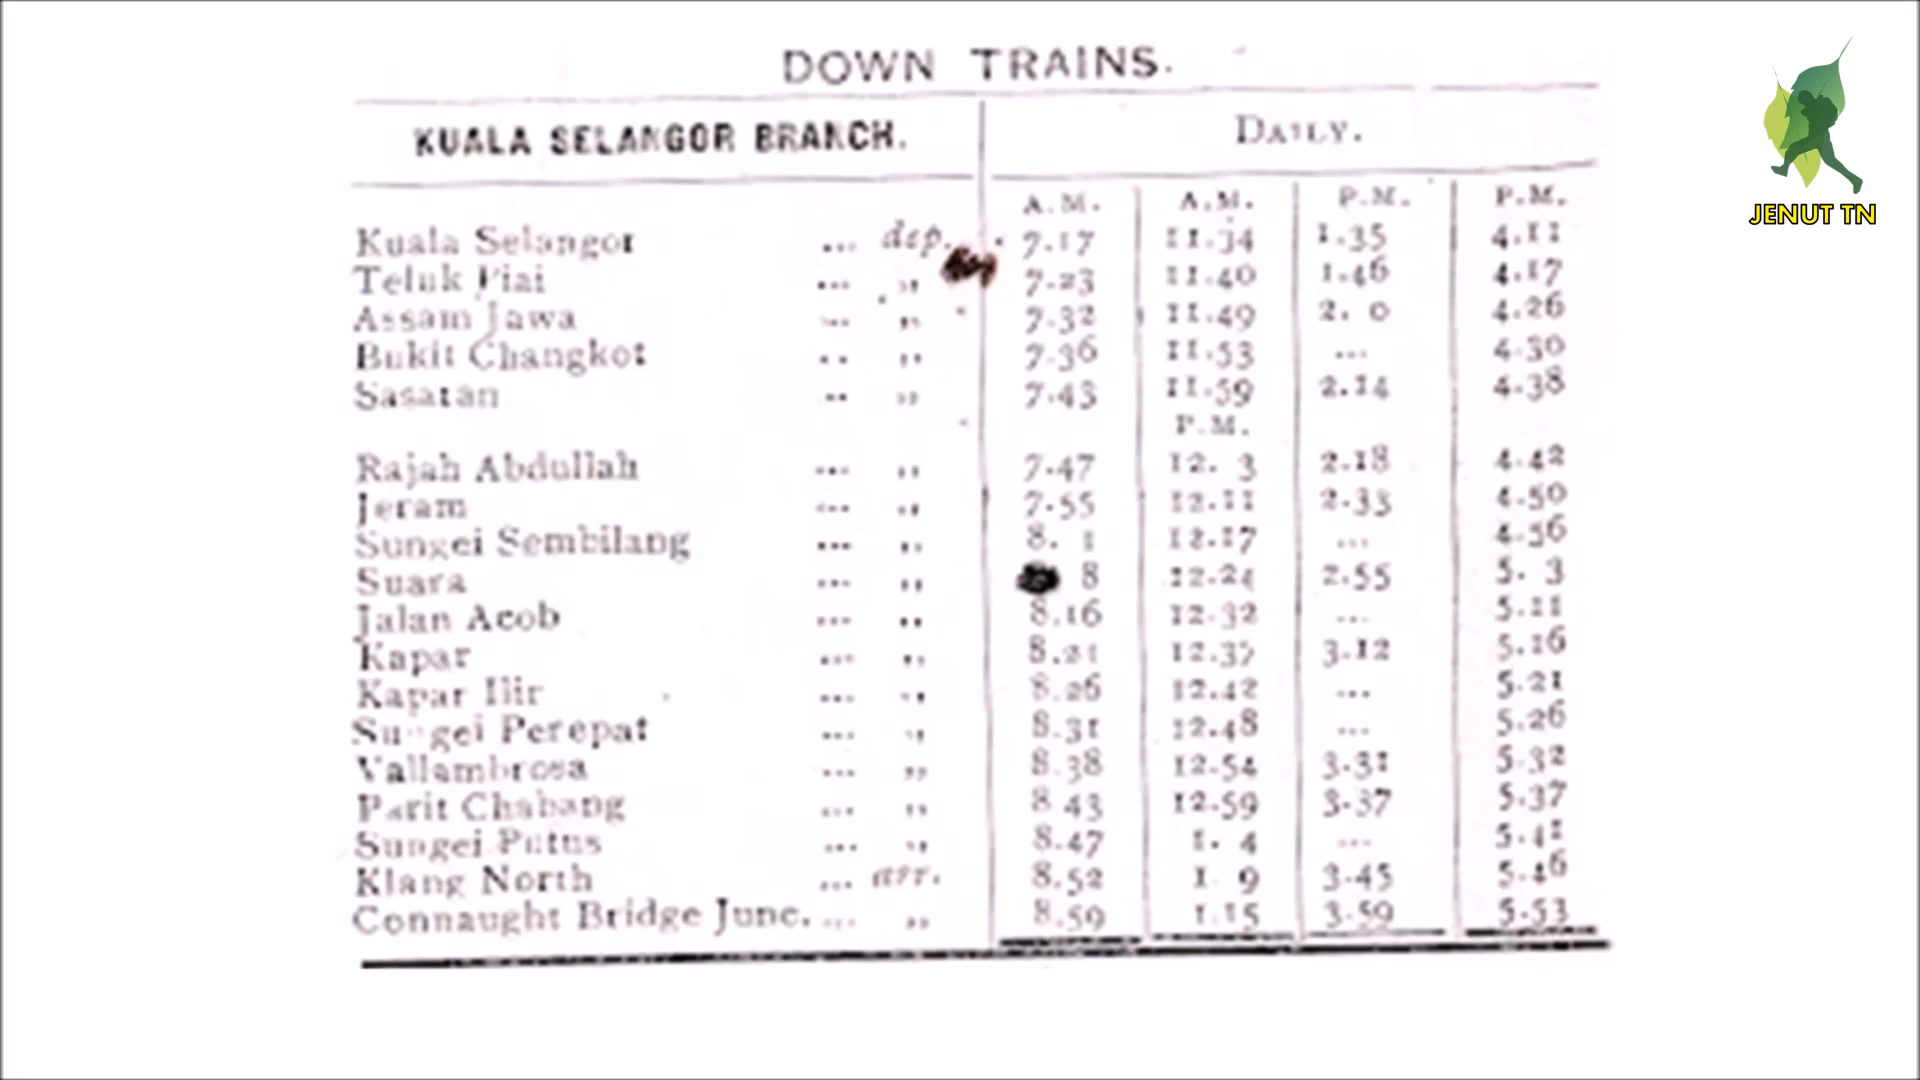 DOWN TRAINS.
KUALA SELANGOR BRANCH. DAILY.
A.M. A.M. P.M. P.M.
Kuala Selangor ... dep. 7.17 11.34 1.35 4.11
Teluk Piai ... ,, 7.23 11.40 1.46 4.17
Assam Jawa ... ,, 7.32 11.49 2. 0 4.26
Bukit Changkot .. ,, 7.36 11.53 ... 4.30
Sasatan .. ,, 7.43 11.59 2.14 4.38
P.M.
Rajah Abdullah ... ,, 7.47 12. 3 2.18 4.42
Jeram ... ,, 7.55 12.11 2.33 4.50
Sungei Sembilang ... ,, 8. 1 12.17 ... 4.56
Suara ... ,, 8 12.24 2.55 5. 3
Jalan Acob ... ,, 8.16 12.32 ... 5.11
Kapar ... ,, 8.21 12.37 3.12 5.16
Kapar Ilir ... ,, 8.26 12.42 ... 5.21
Sungei Perepat ... ,, 8.31 12.48 ... 5.26
Vallambrosa ... ,, 8.38 12.54 3.31 5.32
Parit Chabang ... ,, 8.43 12.59 3.37 5.37
Sungei Putus ... ,, 8.47 1. 4 ... 5.41
Klang North ... arr. 8.52 1 9 3.45 5.46
Connaught Bridge Junc. ... ,, 8.59 1.15 3.59 5.53
JENUT TN